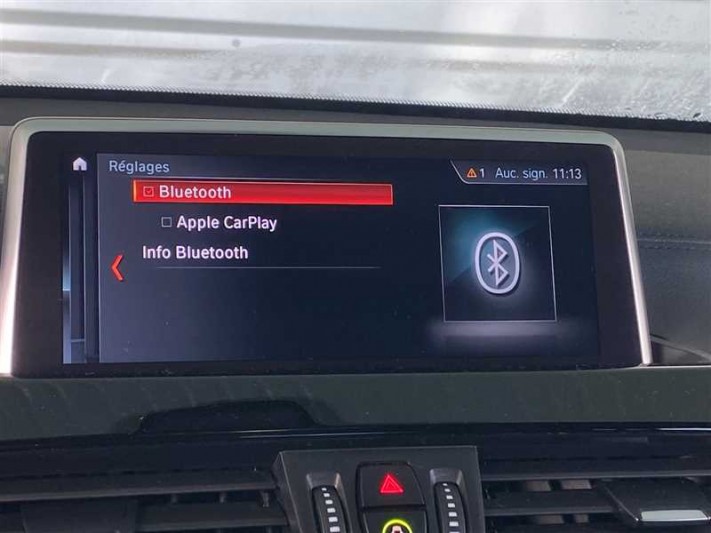 Réglages
1 Auc. sign. 11:13
Bluetooth
Apple CarPlay
Info Bluetooth